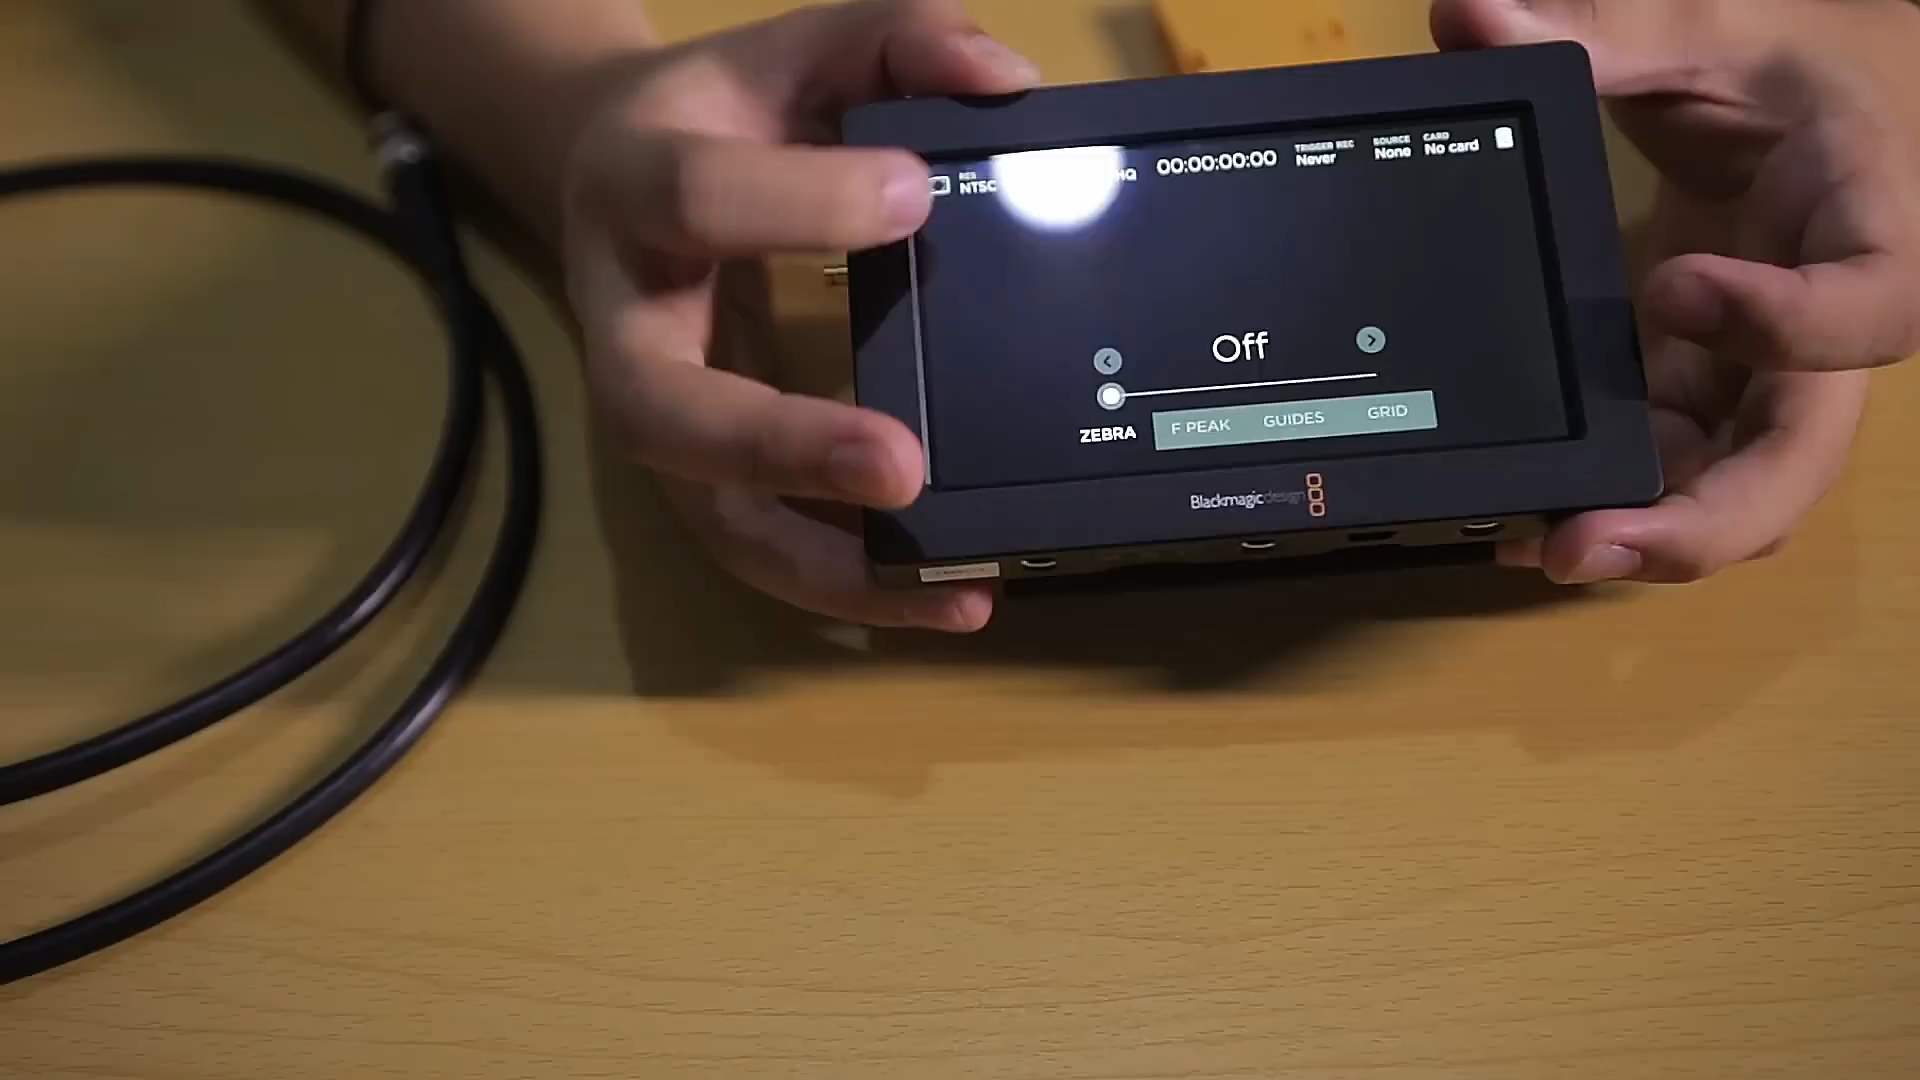 RES TRIGGER REC SOURCE CARD
NTSC HQ 00:00:00:00 Never None No card
Off
ZEBRA F PEAK GUIDES GRID
Blackmagicdesign